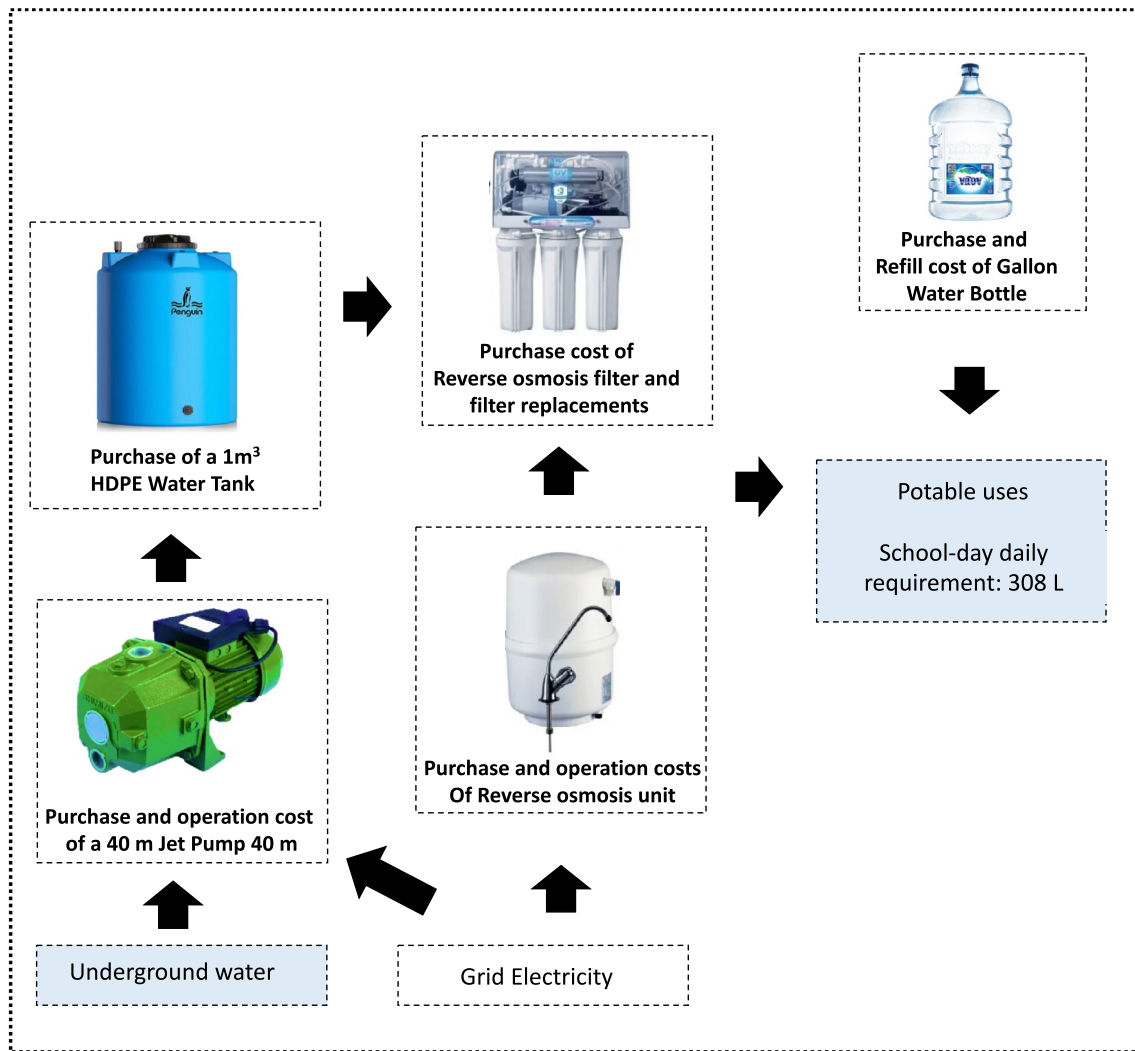 Purchase and
Refill cost of Gallon
Water Bottle
Penguin
Purchase cost of
Reverse osmosis filter and
filter replacements
Purchase of a 1m³
HDPE Water Tank
Potable uses
School-day daily
requirement: 308 L
Purchase and operation costs
Of Reverse osmosis unit
Purchase and operation cost
of a 40 m Jet Pump 40 m
Underground water
Grid Electricity